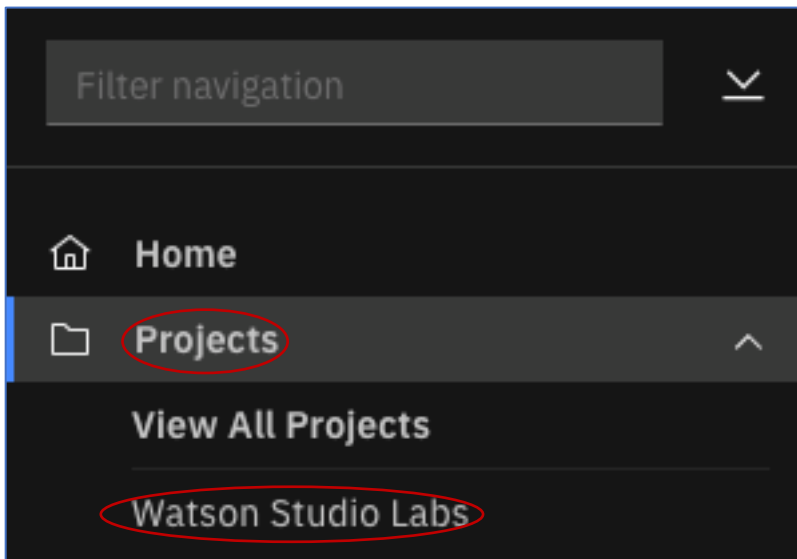 Filter navigation
Home
Projects
View All Projects
Watson Studio Labs